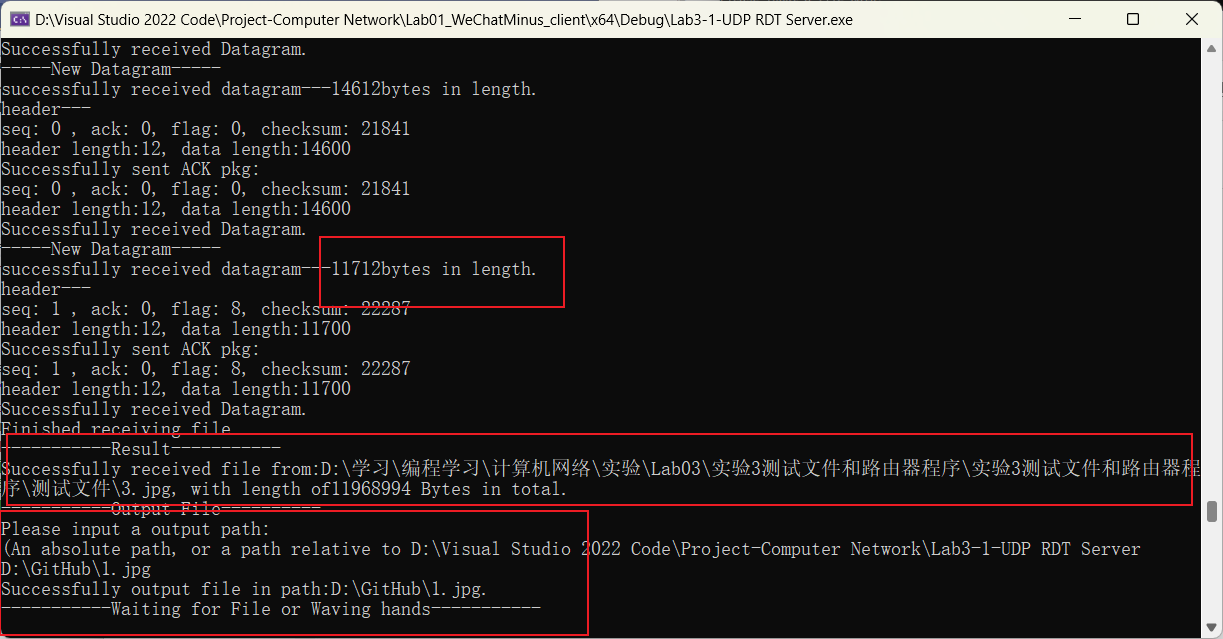 D:\Visual Studio 2022 Code\Project-Computer Network\Lab01_WeChatMinus_client\x64\Debug\Lab3-1-UDP RDT Server.exe
Successfully received Datagram.
-----New Datagram-----
successfully received datagram---14612bytes in length.
header---
seq: 0 , ack: 0, flag: 0, checksum: 21841
header length:12, data length:14600
Successfully sent ACK pkg:
seq: 0 , ack: 0, flag: 0, checksum: 21841
header length:12, data length:14600
Successfully received Datagram.
-----New Datagram-----
successfully received datagram---11712bytes in length.
header---
seq: 1 , ack: 0, flag: 8, checksum: 22287
header length:12, data length:11700
Successfully sent ACK pkg:
seq: 1 , ack: 0, flag: 8, checksum: 22287
header length:12, data length:11700
Successfully received Datagram.
Finished receiving file
-----------Result-----------
Successfully received file from:D:\学习\编程学习\计算机网络\实验\Lab03\实验3测试文件和路由器程序\实验3测试文件和路由器程
序\测试文件\3.jpg, with length of11968994 Bytes in total.
-----------Output File----------
Please input a output path:
(An absolute path, or a path relative to D:\Visual Studio 2022 Code\Project-Computer Network\Lab3-1-UDP RDT Server
D:\GitHub\1.jpg
Successfully output file in path:D:\GitHub\1.jpg.
-----------Waiting for File or Waving hands-----------